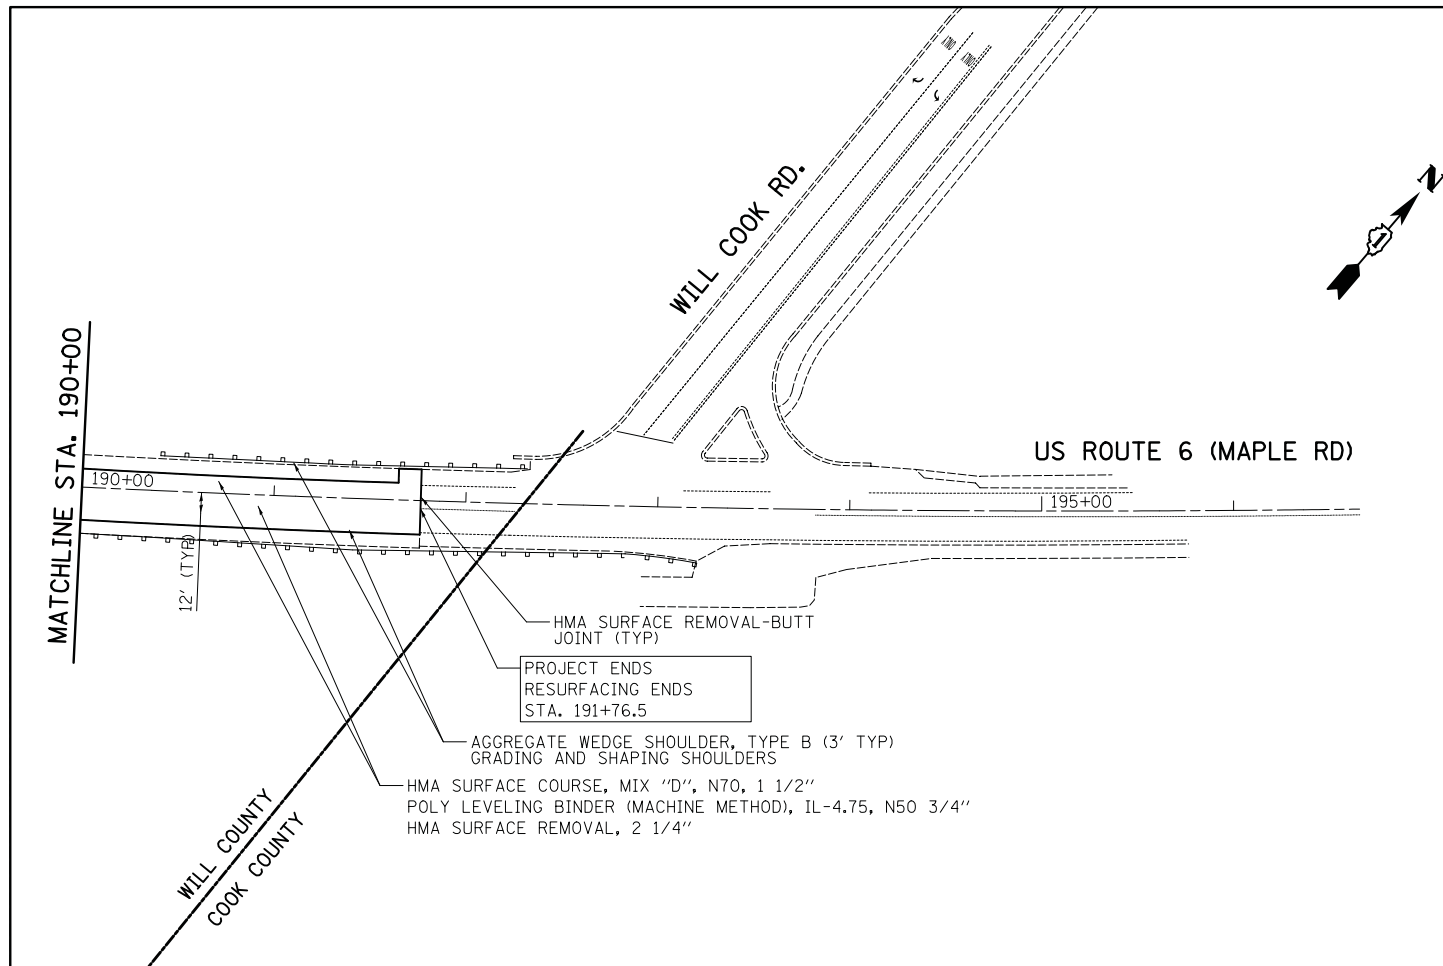 N
1
WILL COOK RD.
MATCHLINE STA. 190+00
US ROUTE 6 (MAPLE RD)
190+00
195+00
12' (TYP)
HMA SURFACE REMOVAL-BUTT
JOINT (TYP)
PROJECT ENDS
RESURFACING ENDS
STA. 191+76.5
AGGREGATE WEDGE SHOULDER, TYPE B (3' TYP)
GRADING AND SHAPING SHOULDERS
HMA SURFACE COURSE, MIX "D", N70, 1 1/2"
POLY LEVELING BINDER (MACHINE METHOD), IL-4.75, N50 3/4"
HMA SURFACE REMOVAL, 2 1/4"
WILL COUNTY
COOK COUNTY